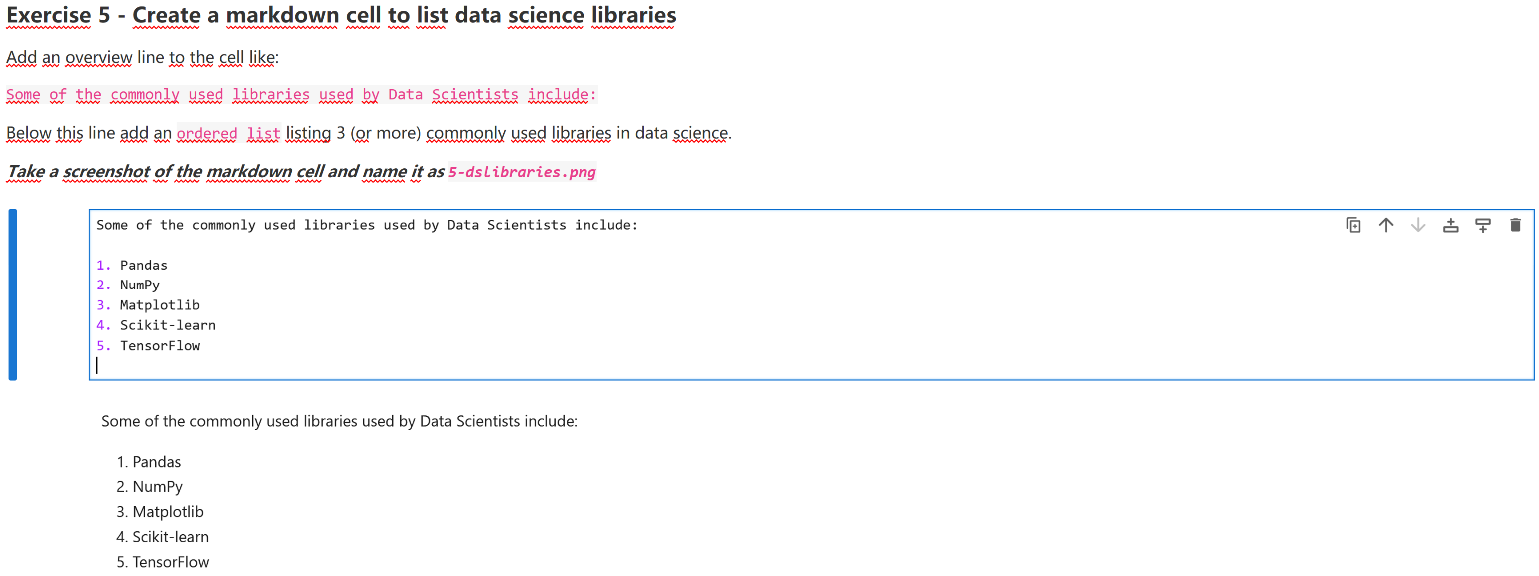 Exercise 5 - Create a markdown cell to list data science libraries
Add an overview line to the cell like:
Some of the commonly used libraries used by Data Scientists include:
Below this line add an ordered list listing 3 (or more) commonly used libraries in data science.
Take a screenshot of the markdown cell and name it as 5-dslibraries.png
Some of the commonly used libraries used by Data Scientists include:
1. Pandas
2. NumPy
3. Matplotlib
4. Scikit-learn
5. TensorFlow
Some of the commonly used libraries used by Data Scientists include:
1. Pandas
2. NumPy
3. Matplotlib
4. Scikit-learn
5. TensorFlow